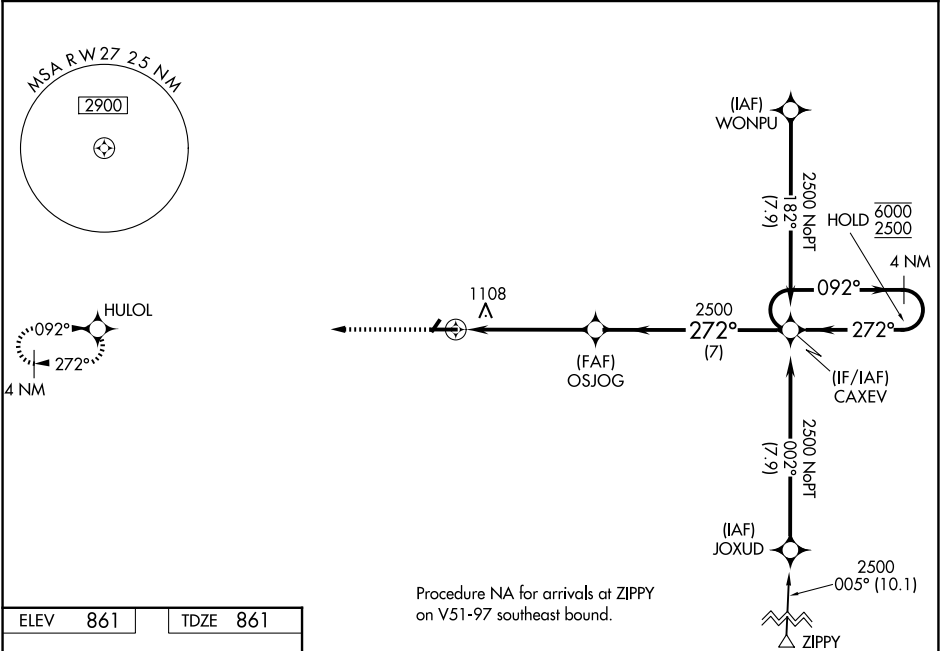 MSA RW27 25 NM
2900
(IAF)
WONPU
2500 NoPT
182°
(7.9)
HOLD 6000
2500
4 NM
092°
272°
HULOL
092°
272°
4 NM
1108
2500
272°
(7)
(FAF)
OSJOG
(IF/IAF)
CAXEV
2500 NoPT
002°
(7.9)
(IAF)
JOXUD
2500
005° (10.1)
ZIPPY
Procedure NA for arrivals at ZIPPY
on V51-97 southeast bound.
ELEV 861 TDZE 861